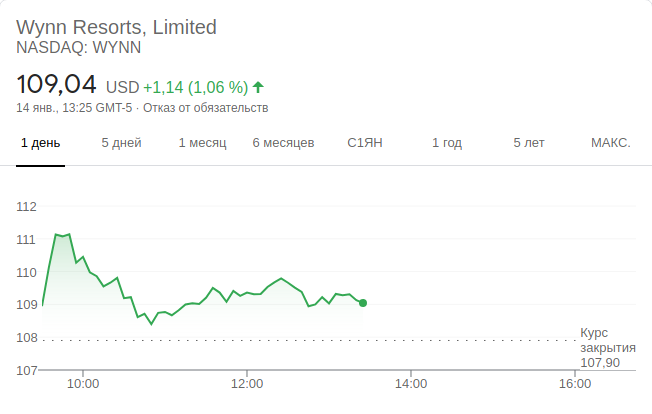 Wynn Resorts, Limited
NASDAQ: WYNN
109,04 USD +1,14 (1,06 %)
14 янв., 13:25 GMT-5 · Отказ от обязательств
1 день 5 дней 1 месяц 6 месяцев С1ЯН 1 год 5 лет МАКС.
112
111
110
109
108
107
Курс
закрытия
107,90
10:00 12:00 14:00 16:00